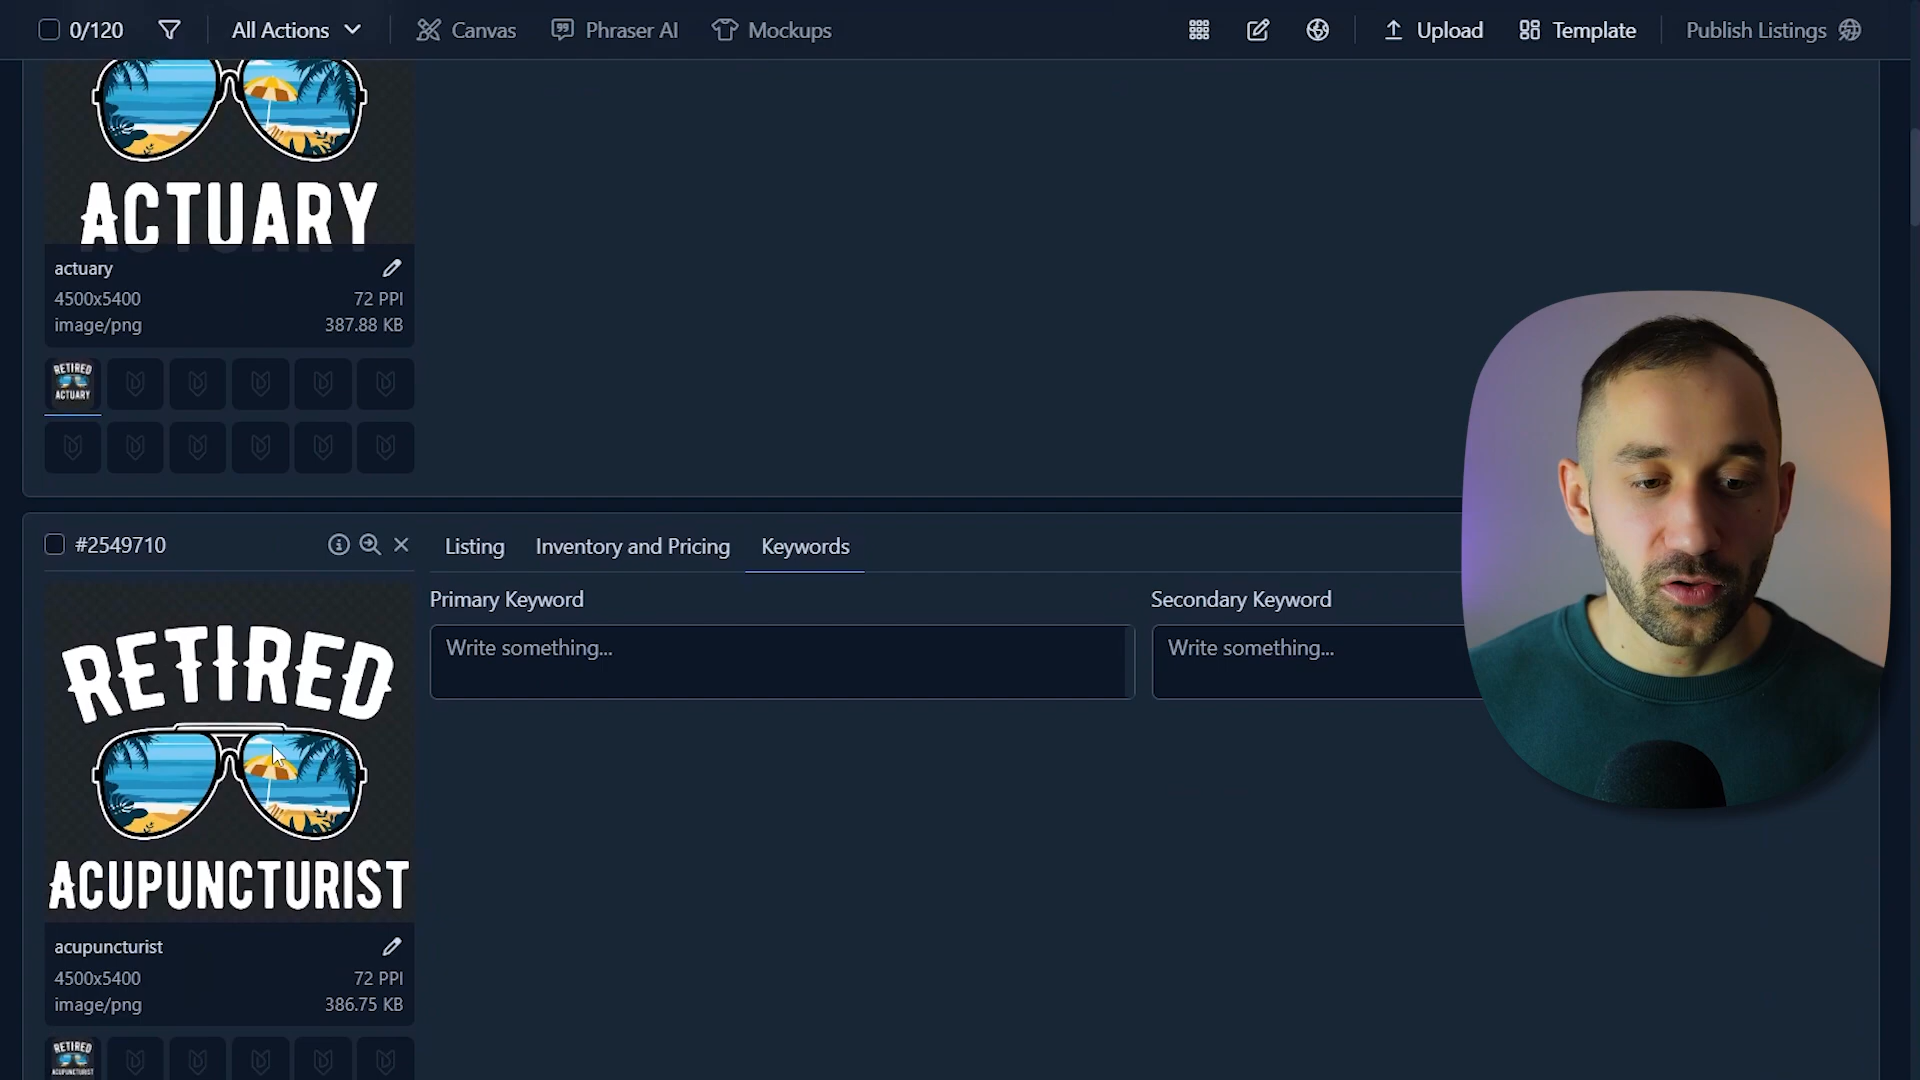 0/120
All Actions
Canvas
Phraser AI
Mockups
Upload
Template
Publish Listings
ACTUARY
actuary
4500x5400
72 PPI
image/png
387.88 KB
RETIRED
ACTUARY
#2549710
Listing
Inventory and Pricing
Keywords
Primary Keyword
Secondary Keyword
Write something...
Write something...
RETIRED
ACUPUNCTURIST
acupuncturist
4500x5400
72 PPI
image/png
386.75 KB
RETIRED
ACUPUNCTURIST